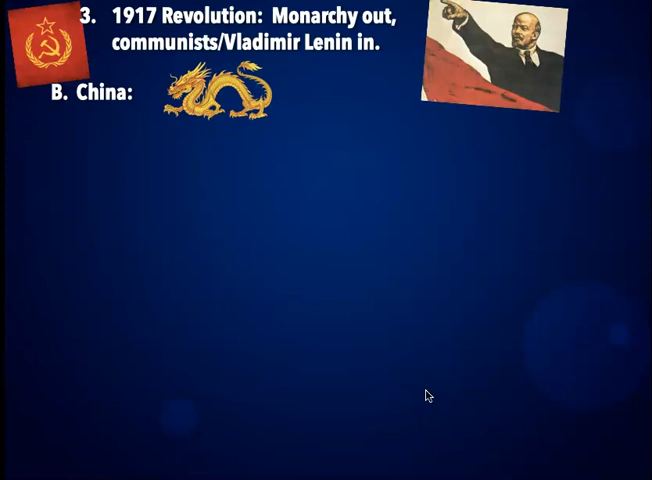 3. 1917 Revolution: Monarchy out,
communists/Vladimir Lenin in.
B. China: